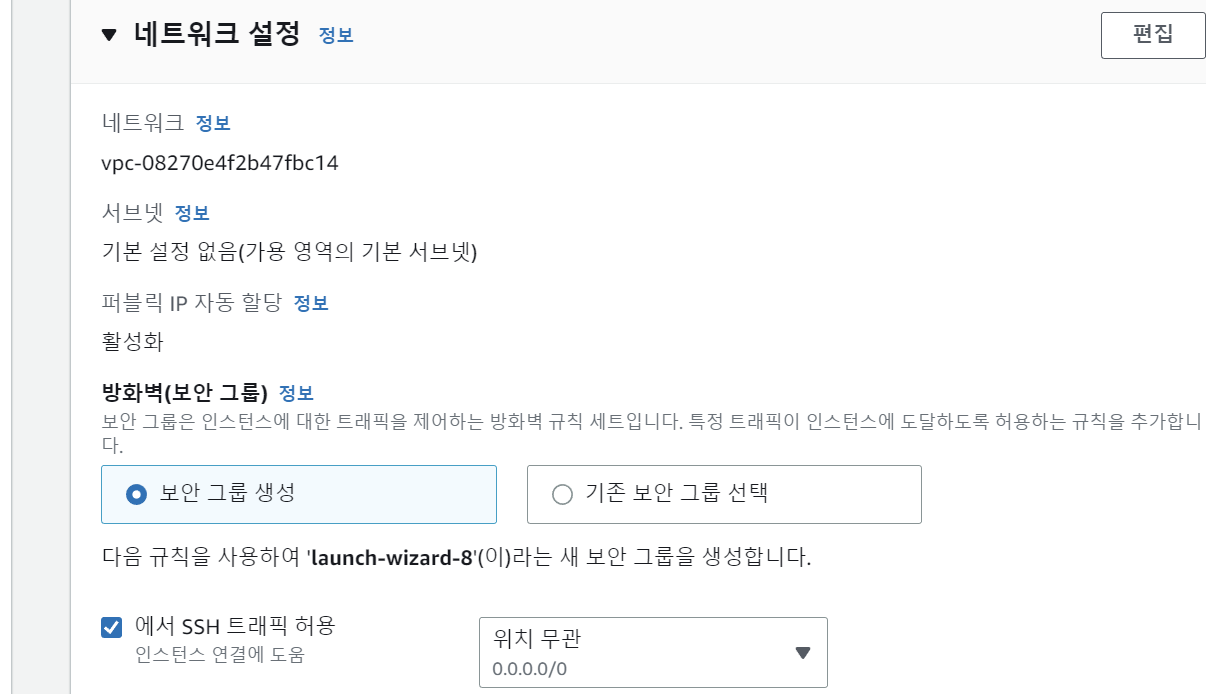 네트워크 설정 정보
편집
네트워크 정보
vpc-08270e4f2b47fbc14
서브넷 정보
기본 설정 없음(가용 영역의 기본 서브넷)
퍼블릭 IP 자동 할당 정보
활성화
방화벽(보안 그룹) 정보
보안 그룹은 인스턴스에 대한 트래픽을 제어하는 방화벽 규칙 세트입니다. 특정 트래픽이 인스턴스에 도달하도록 허용하는 규칙을 추가합니
다.
보안 그룹 생성
기존 보안 그룹 선택
다음 규칙을 사용하여 'launch-wizard-8'(이)라는 새 보안 그룹을 생성합니다.
에서 SSH 트래픽 허용
인스턴스 연결에 도움
위치 무관
0.0.0.0/0